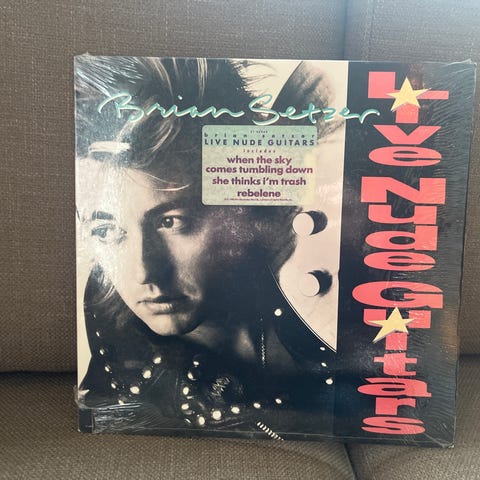 Brian Setzer
brian setzer
LIVE NUDE GUITARS
includes
when the sky
comes tumbling down
she thinks i'm trash
rebelene
Live Nude Guitars